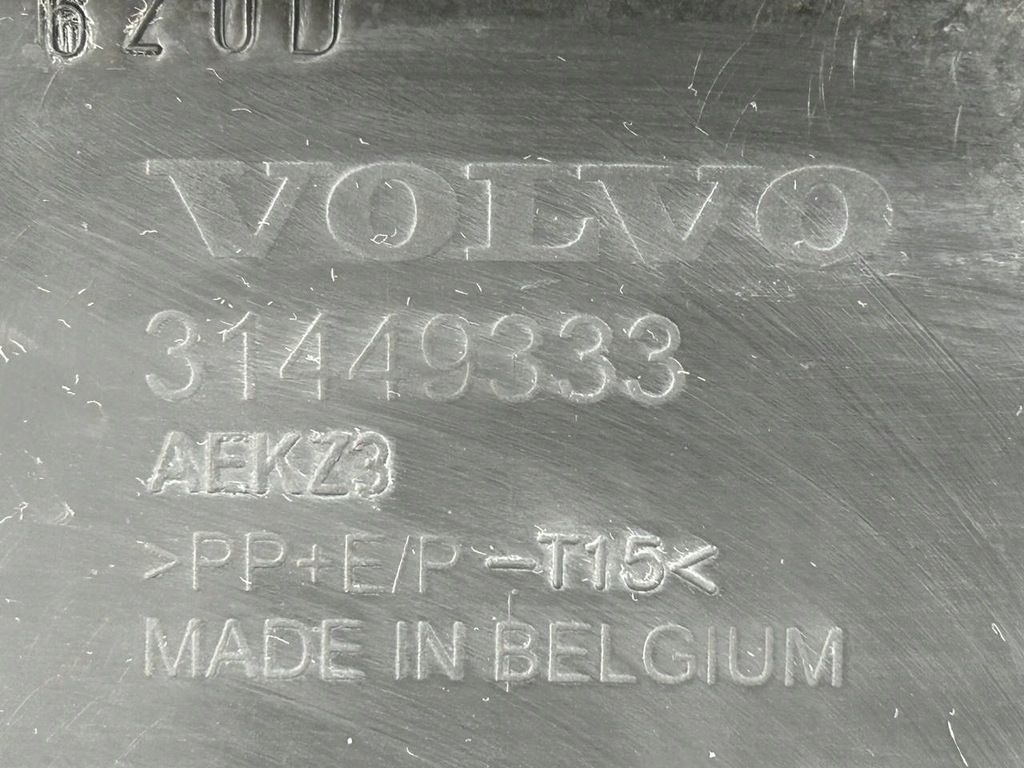 VOLVO
31449333
AEKZ3
>PP+E/P-T15<
MADE IN BELGIUM